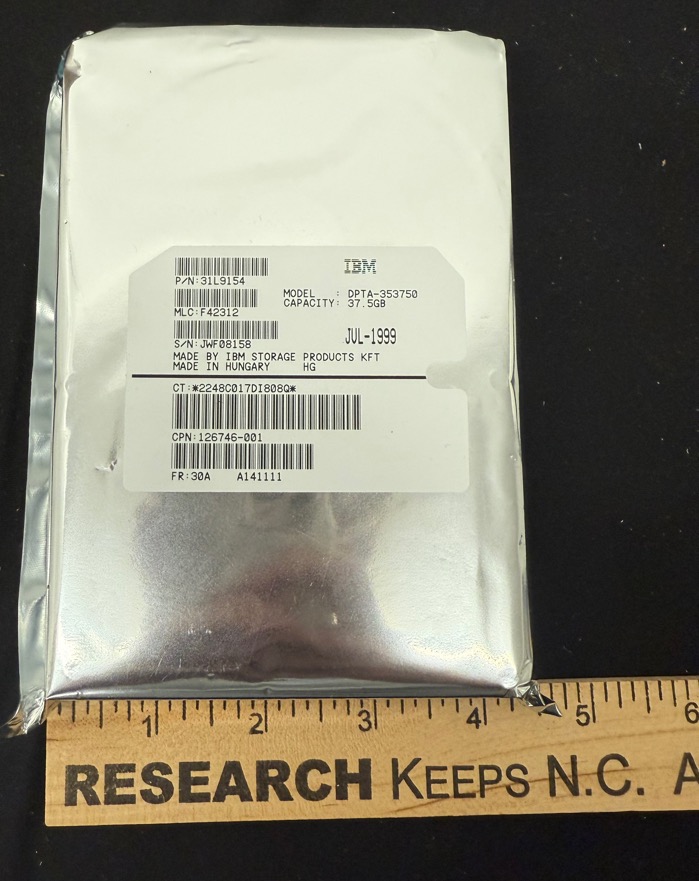 IBM
P/N:31L9154
MODEL : DPTA-353750
CAPACITY: 37.5GB
MLC:F42312
JUL-1999
S/N:JWF08158
MADE BY IBM STORAGE PRODUCTS KFT
MADE IN HUNGARY HG
CT:*2248C017DI808Q*
CPN:126746-001
FR:30A A141111
1 2 3 4 5 6
RESEARCH KEEPS N.C. A